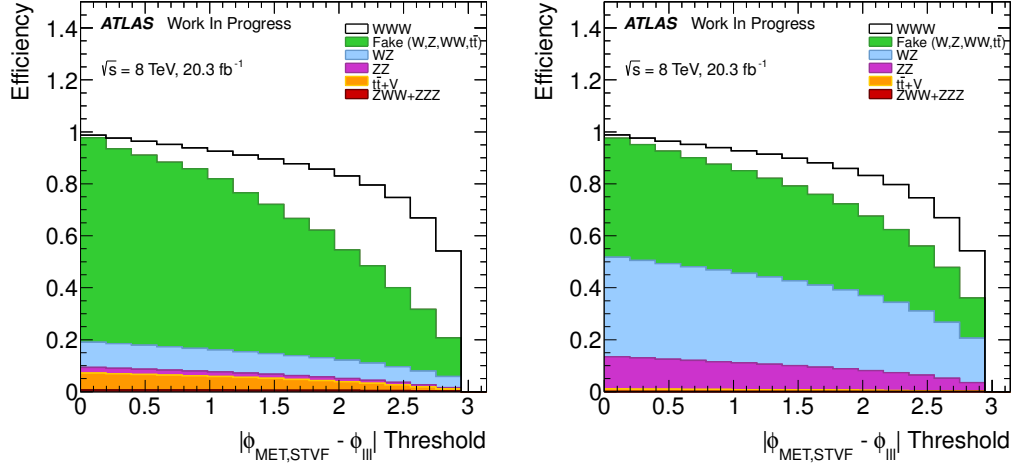 ATLAS Work In Progress
√s = 8 TeV, 20.3 fb⁻¹
WWW
Fake (W,Z,WW,tt̄)
WZ
ZZ
tt̄+V
ZWW+ZZZ
Efficiency
1.4
1.2
1
0.8
0.6
0.4
0.2
0
0 0.5 1 1.5 2 2.5 3
|ϕMET,STVF - ϕlll| Threshold
ATLAS Work In Progress
√s = 8 TeV, 20.3 fb⁻¹
WWW
Fake (W,Z,WW,tt̄)
WZ
ZZ
tt̄+V
ZWW+ZZZ
Efficiency
1.4
1.2
1
0.8
0.6
0.4
0.2
0
0 0.5 1 1.5 2 2.5 3
|ϕMET,STVF - ϕlll| Threshold